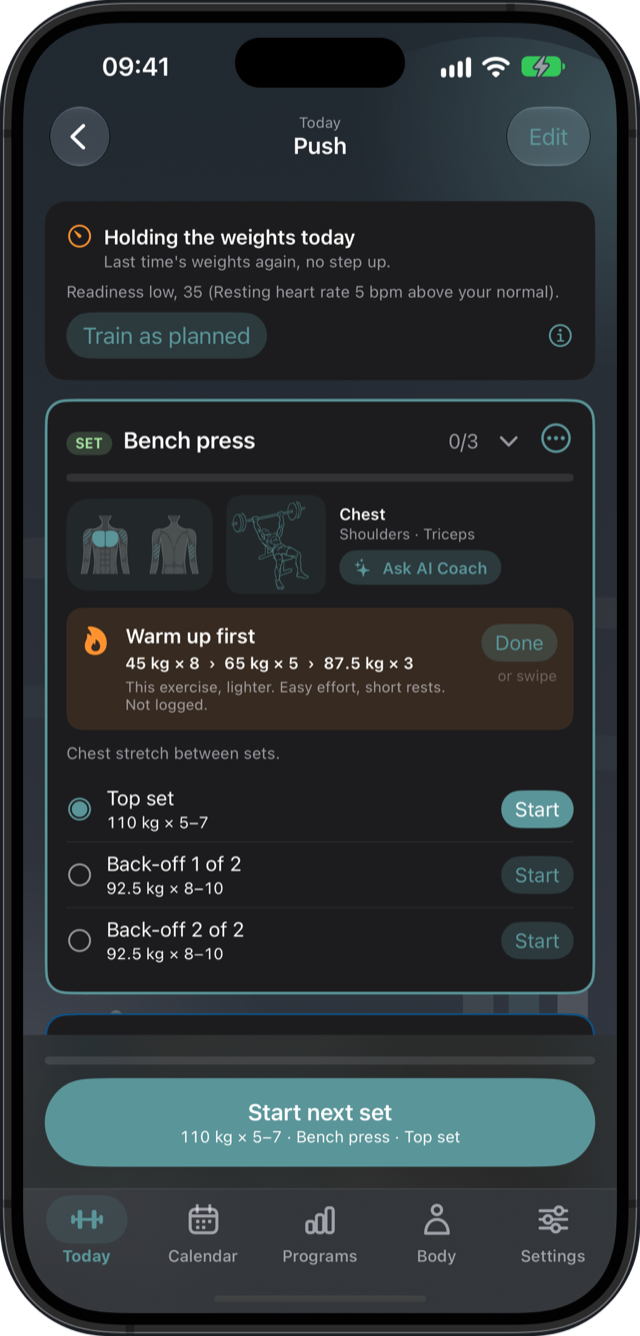 09:41
Today
Push
Edit
Holding the weights today
Last time's weights again, no step up.
Readiness low, 35 (Resting heart rate 5 bpm above your normal).
Train as planned
SET Bench press 0/3
Chest
Shoulders · Triceps
Ask AI Coach
Warm up first
45 kg × 8 › 65 kg × 5 › 87.5 kg × 3
This exercise, lighter. Easy effort, short rests.
Not logged.
Done
or swipe
Chest stretch between sets.
Top set
110 kg × 5–7
Start
Back-off 1 of 2
92.5 kg × 8–10
Start
Back-off 2 of 2
92.5 kg × 8–10
Start
Start next set
110 kg × 5–7 · Bench press · Top set
Today Calendar Programs Body Settings